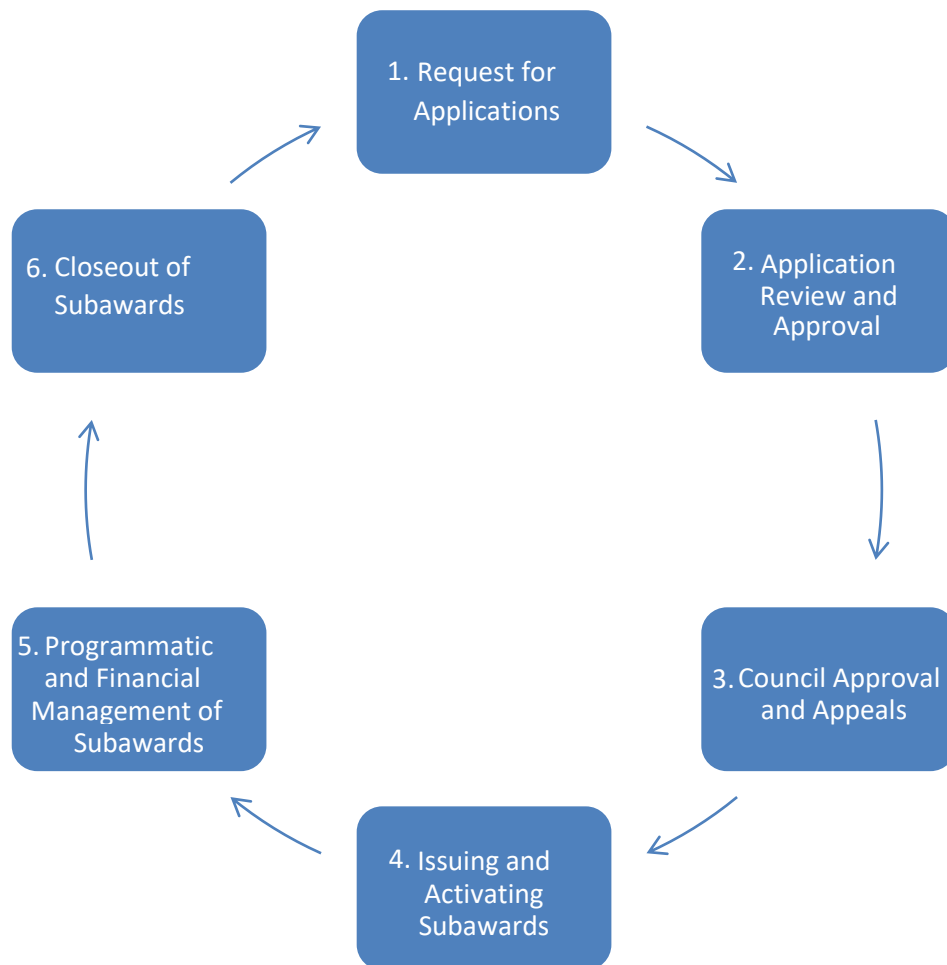 1. Request for
Applications
2. Application
Review and
Approval
3. Council Approval
and Appeals
4. Issuing and
Activating
Subawards
5. Programmatic
and Financial
Management of
Subawards
6. Closeout of
Subawards